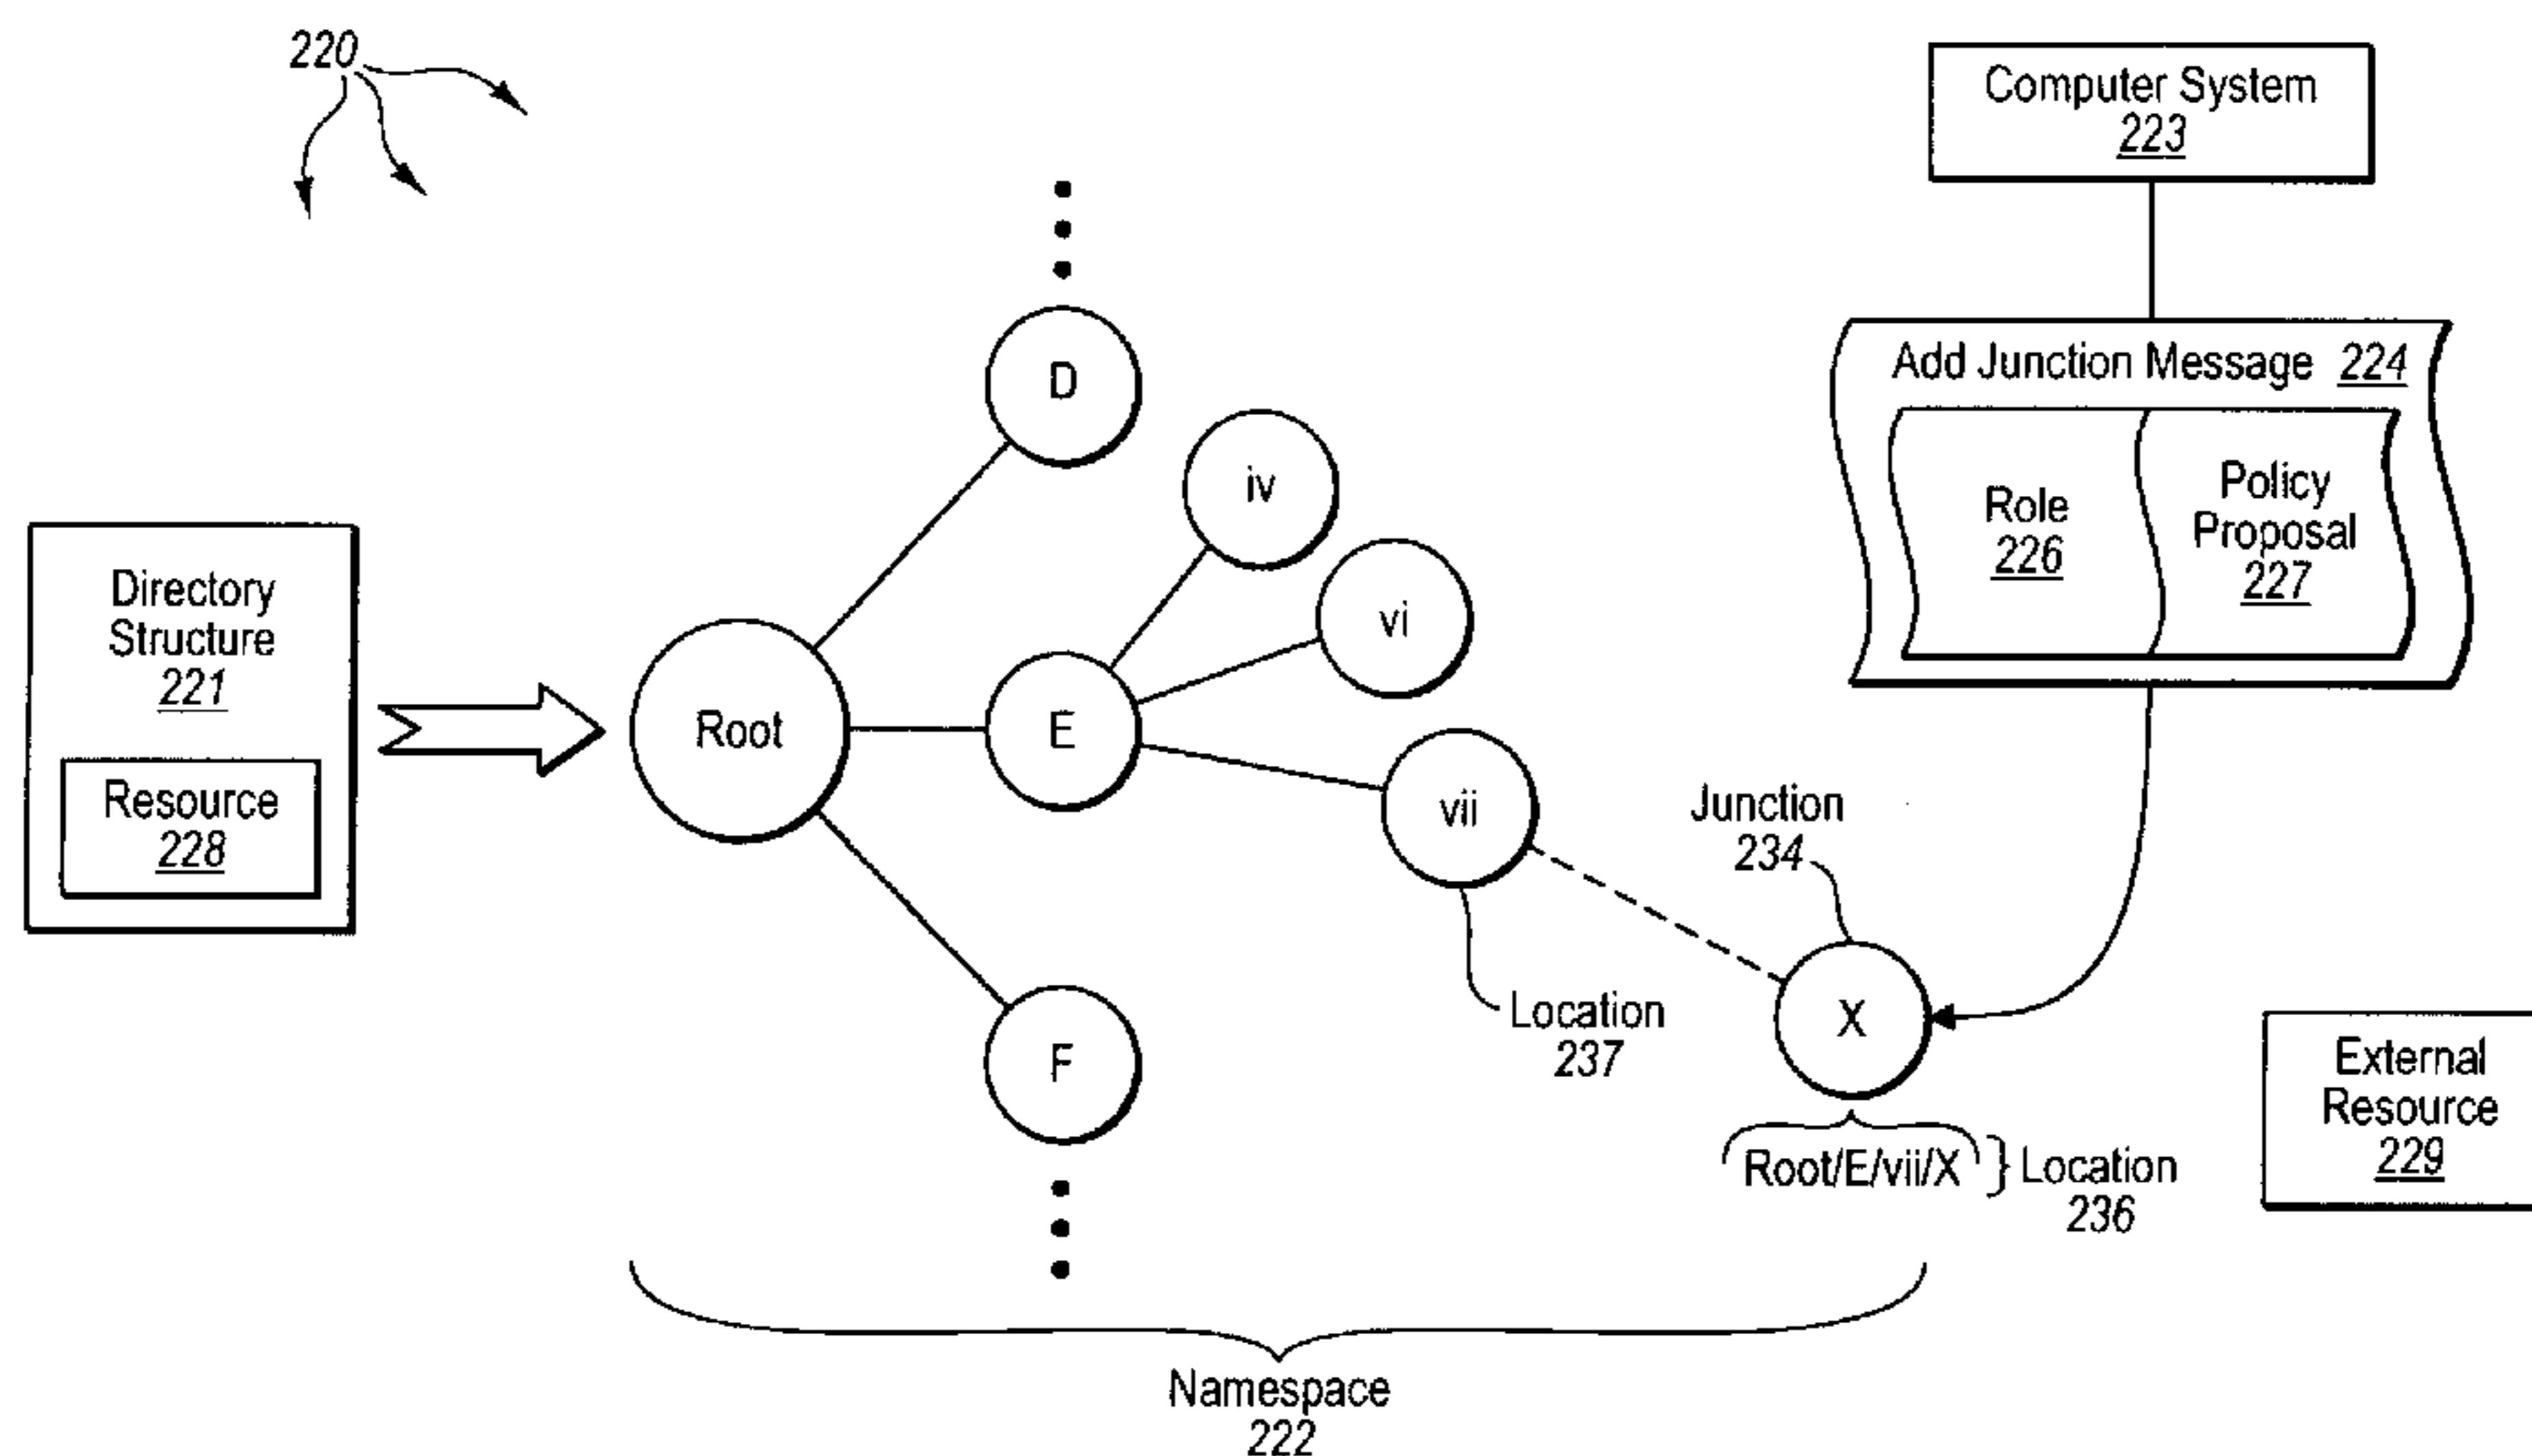 220
Computer System
223
Add Junction Message 224
Role
226
Policy
Proposal
227
D
iv
vi
Directory
Structure
221
Resource
228
Root
E
vii
Junction
234
Location
237
X
F
Root/E/vii/X } Location
236
External
Resource
229
Namespace
222